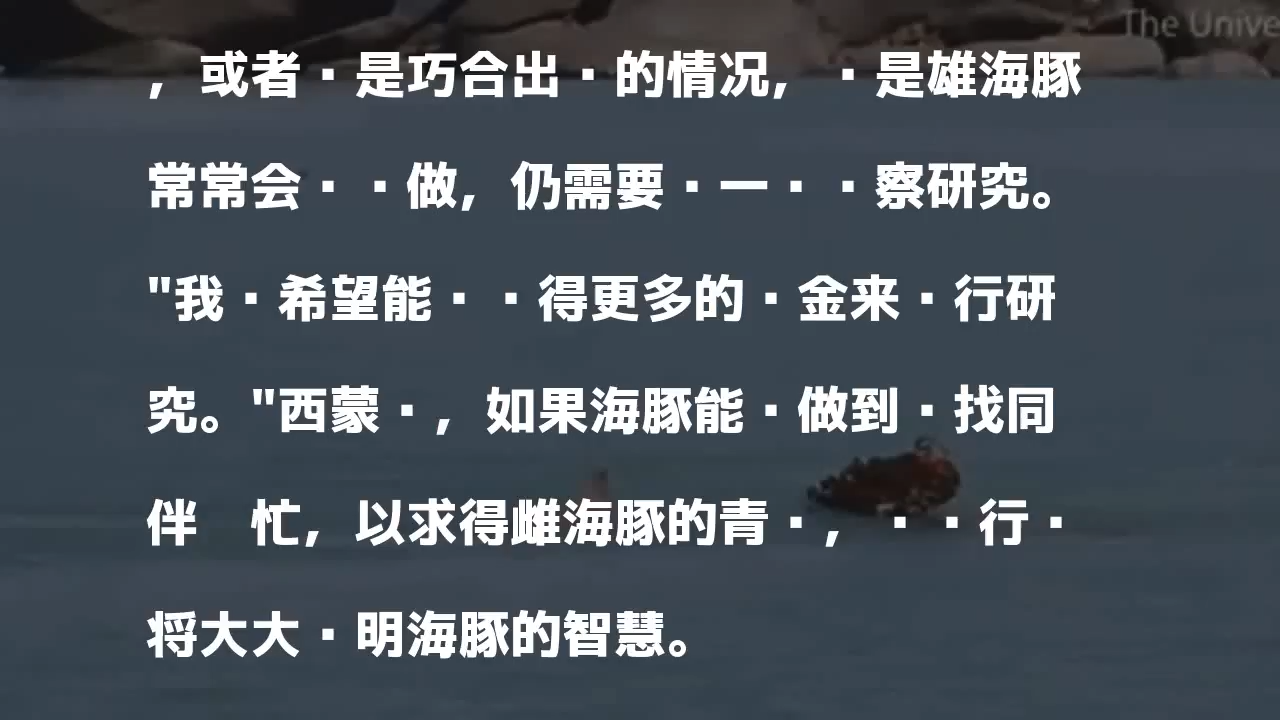 The Unive
，或者·是巧合出·的情况，·是雄海豚
常常会··做，仍需要·一··察研究。
"我·希望能··得更多的·金来·行研
究。"西蒙·，如果海豚能·做到·找同
伴　忙，以求得雌海豚的青·，··行·
将大大·明海豚的智慧。